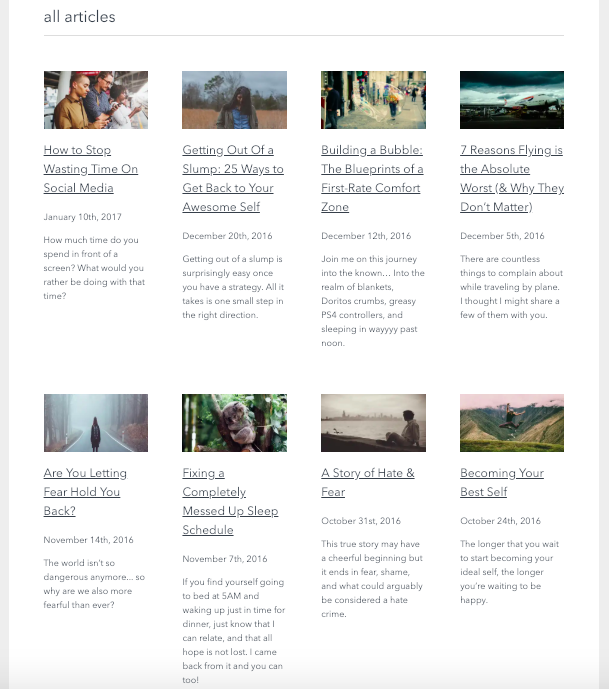 all articles
How to Stop
Wasting Time On
Social Media
January 10th, 2017
How much time do you
spend in front of a
screen? What would you
rather be doing with that
time?
Getting Out Of a
Slump: 25 Ways to
Get Back to Your
Awesome Self
December 20th, 2016
Getting out of a slump is
surprisingly easy once
you have a strategy. All it
takes is one small step in
the right direction.
Building a Bubble:
The Blueprints of a
First-Rate Comfort
Zone
December 12th, 2016
Join me on this journey
into the known… Into the
realm of blankets,
Doritos crumbs, greasy
PS4 controllers, and
sleeping in wayyyy past
noon.
7 Reasons Flying is
the Absolute
Worst (& Why They
Don’t Matter)
December 5th, 2016
There are countless
things to complain about
while traveling by plane.
I thought I might share a
few of them with you.
Are You Letting
Fear Hold You
Back?
November 14th, 2016
The world isn’t so
dangerous anymore... so
why are we also more
fearful than ever?
Fixing a
Completely
Messed Up Sleep
Schedule
November 7th, 2016
If you find yourself going
to bed at 5AM and
waking up just in time for
dinner, just know that I
can relate, and that all
hope is not lost. I came
back from it and you can
too!
A Story of Hate &
Fear
October 31st, 2016
This true story may have
a cheerful beginning but
it ends in fear, shame,
and what could arguably
be considered a hate
crime.
Becoming Your
Best Self
October 24th, 2016
The longer that you wait
to start becoming your
ideal self, the longer
you’re waiting to be
happy.